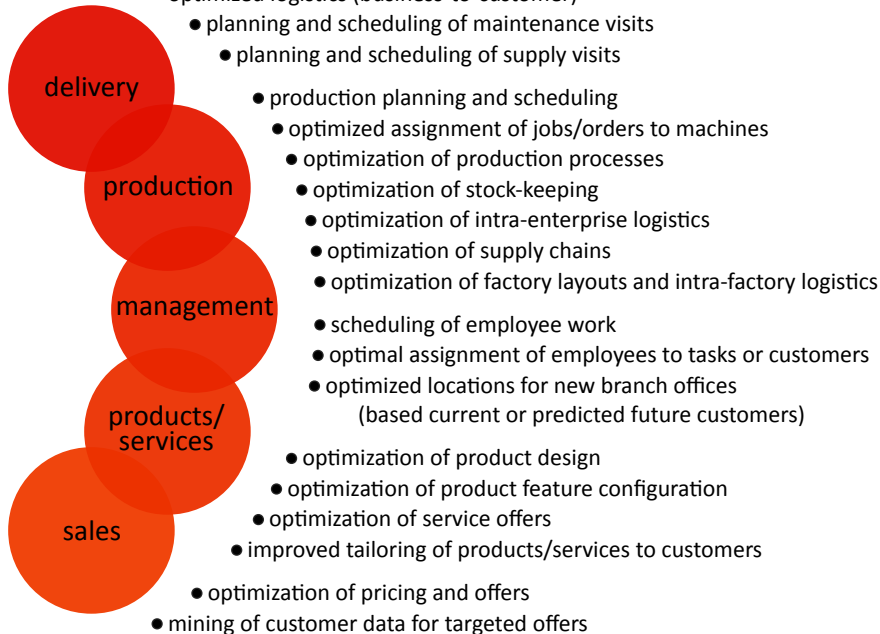 optimized logistics (business-to-customer)
• planning and scheduling of maintenance visits
• planning and scheduling of supply visits
delivery
• production planning and scheduling
• optimized assignment of jobs/orders to machines
• optimization of production processes
production
• optimization of stock-keeping
• optimization of intra-enterprise logistics
• optimization of supply chains
• optimization of factory layouts and intra-factory logistics
management
• scheduling of employee work
• optimal assignment of employees to tasks or customers
• optimized locations for new branch offices
(based current or predicted future customers)
products/
services
• optimization of product design
• optimization of product feature configuration
• optimization of service offers
• improved tailoring of products/services to customers
sales
• optimization of pricing and offers
• mining of customer data for targeted offers